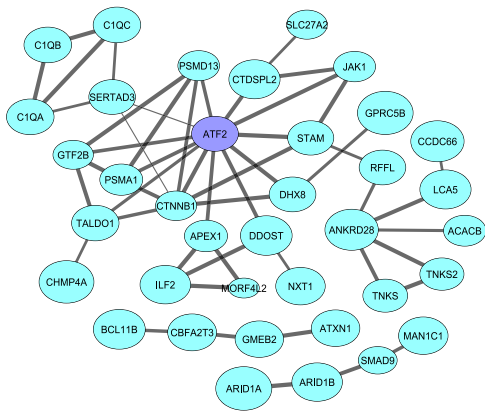 SLC27A2
C1QC
C1QB
PSMD13
JAK1
CTDSPL2
SERTAD3
GPRC5B
C1QA
ATF2
STAM
CCDC66
GTF2B
RFFL
PSMA1
DHX8
LCA5
CTNNB1
TALDO1
APEX1
DDOST
ANKRD28
ACACB
CHMP4A
ILF2
MORF4L2
NXT1
TNKS2
TNKS
BCL11B
CBFA2T3
GMEB2
ATXN1
MAN1C1
SMAD9
ARID1A
ARID1B